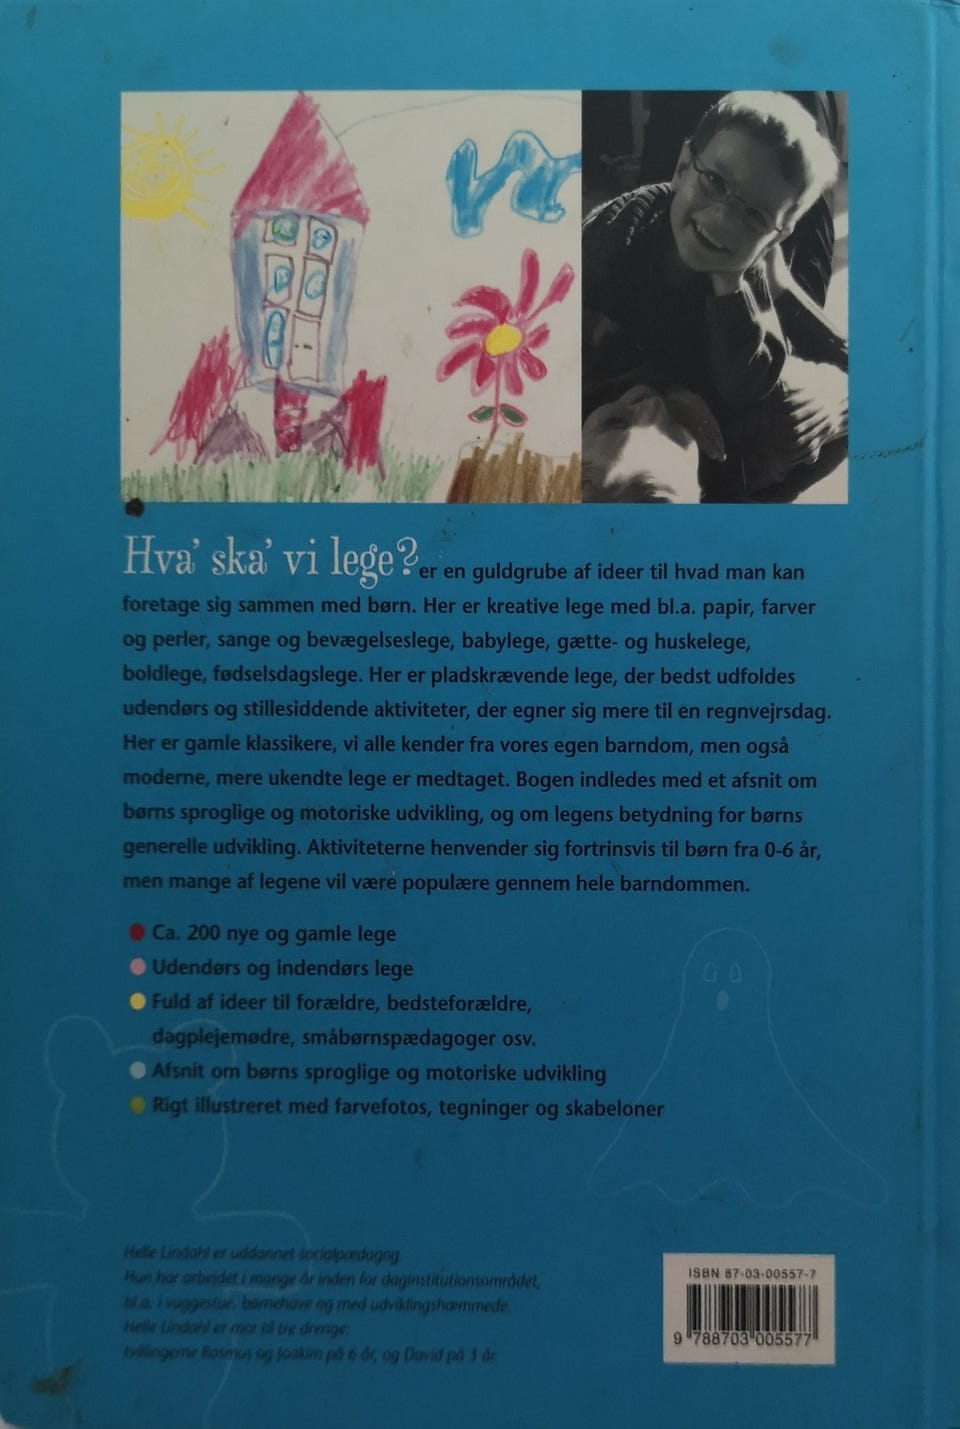 Hva' ska' vi lege? er en guldgrube af ideer til hvad man kan
foretage sig sammen med børn. Her er kreative lege med bl.a. papir, farver
og perler, sange og bevægelseslege, babylege, gætte- og huskelege,
boldlege, fødselsdagslege. Her er pladskrævende lege, der bedst udfoldes
udendørs og stillesiddende aktiviteter, der egner sig mere til en regnvejrsdag.
Her er gamle klassikere, vi alle kender fra vores egen barndom, men også
moderne, mere ukendte lege er medtaget. Bogen indledes med et afsnit om
børns sproglige og motoriske udvikling, og om legens betydning for børns
generelle udvikling. Aktiviteterne henvender sig fortrinsvis til børn fra 0-6 år,
men mange af legene vil være populære gennem hele barndommen.
Ca. 200 nye og gamle lege
Udendørs og indendørs lege
Fuld af ideer til forældre, bedsteforældre,
dagplejemødre, småbørnspædagoger osv.
Afsnit om børns sproglige og motoriske udvikling
Rigt illustreret med farvefotos, tegninger og skabeloner
Helle Lindahl er uddannet socialpædagog.
Hun har arbejdet i mange år inden for daginstitutionsområdet,
bl.a. i vuggestue, børnehave og med udviklingshæmmede.
Helle Lindahl er mor til tre drenge:
tvillingerne Rasmus og Joakim på 6 år, og David på 3 år.
ISBN 87-03-00557-7
9 788703 005577